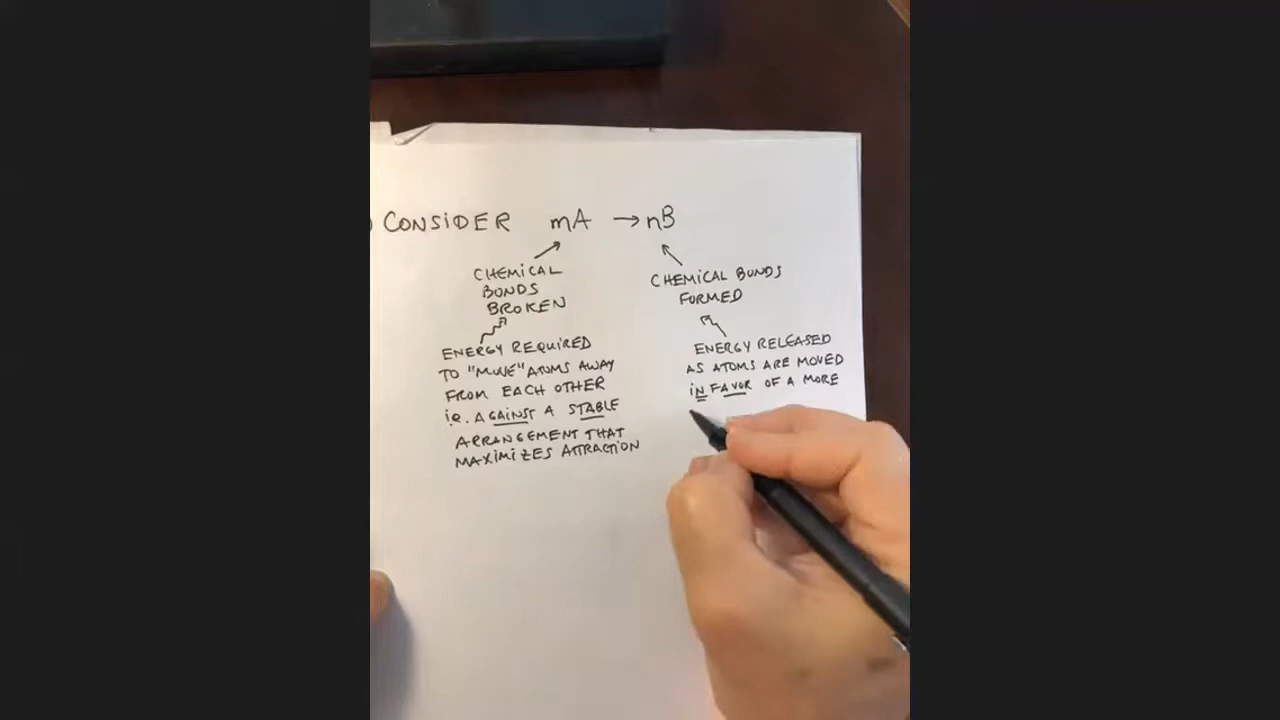 CONSIDER mA → nB
CHEMICAL
BONDS
BROKEN
ENERGY REQUIRED
TO "MOVE" ATOMS AWAY
FROM EACH OTHER
i.e. AGAINST A STABLE
ARRANGEMENT THAT
MAXIMIZES ATTRACTION
CHEMICAL BONDS
FORMED
ENERGY RELEASED
AS ATOMS ARE MOVED
IN FAVOR OF A MORE